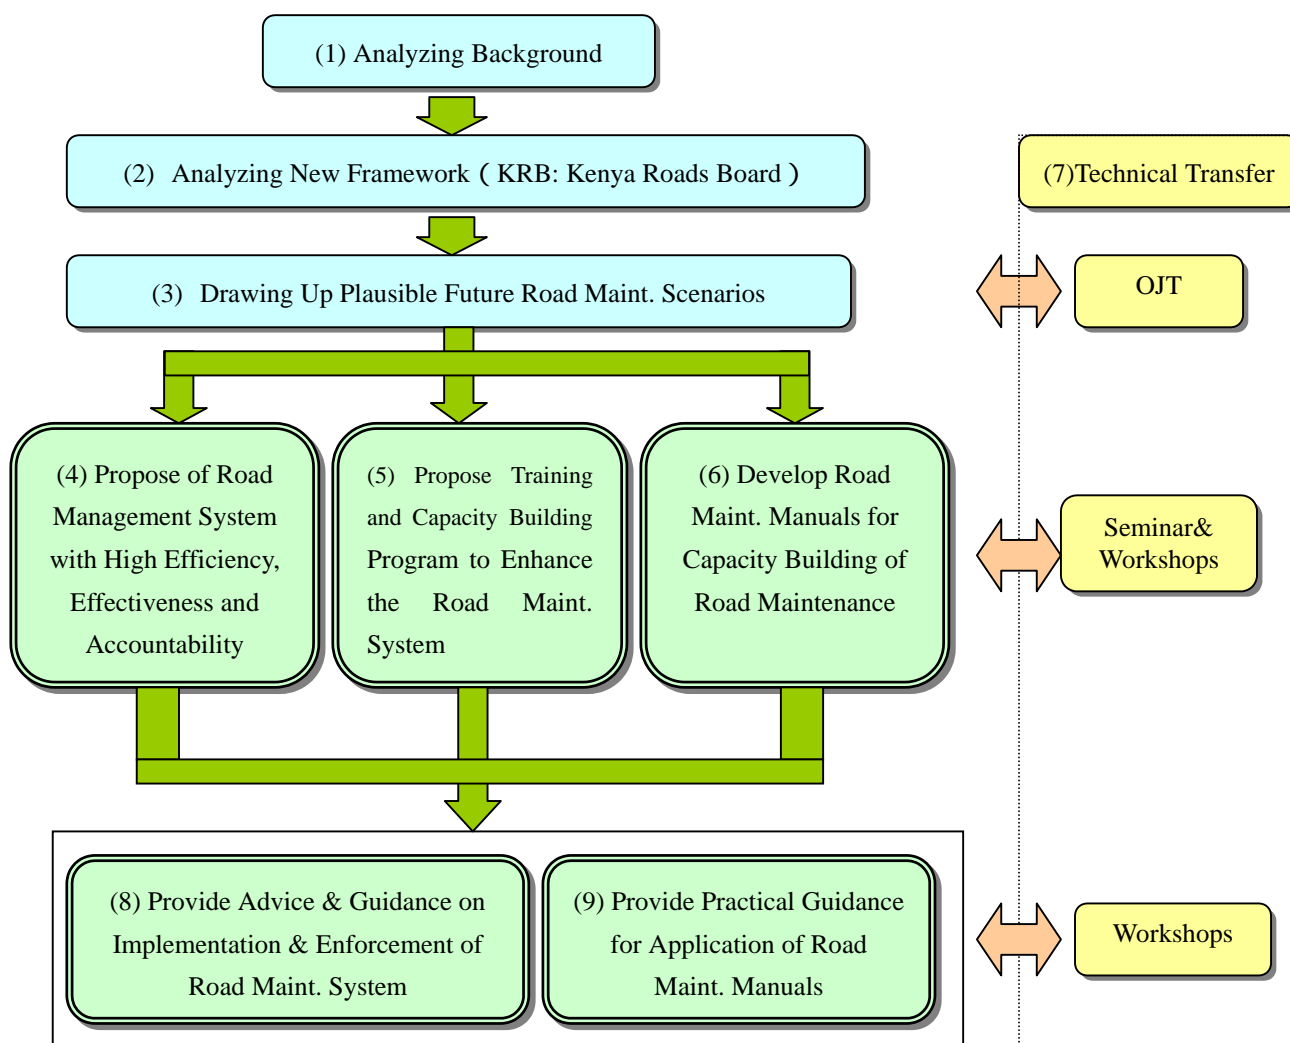 (1) Analyzing Background
(2) Analyzing New Framework ( KRB: Kenya Roads Board )
(7)Technical Transfer
(3) Drawing Up Plausible Future Road Maint. Scenarios
OJT
(4) Propose of Road
Management System
with High Efficiency,
Effectiveness and
Accountability
(5) Propose Training
and Capacity Building
Program to Enhance
the Road Maint.
System
(6) Develop Road
Maint. Manuals for
Capacity Building of
Road Maintenance
Seminar&
Workshops
(8) Provide Advice & Guidance on
Implementation & Enforcement of
Road Maint. System
(9) Provide Practical Guidance
for Application of Road
Maint. Manuals
Workshops